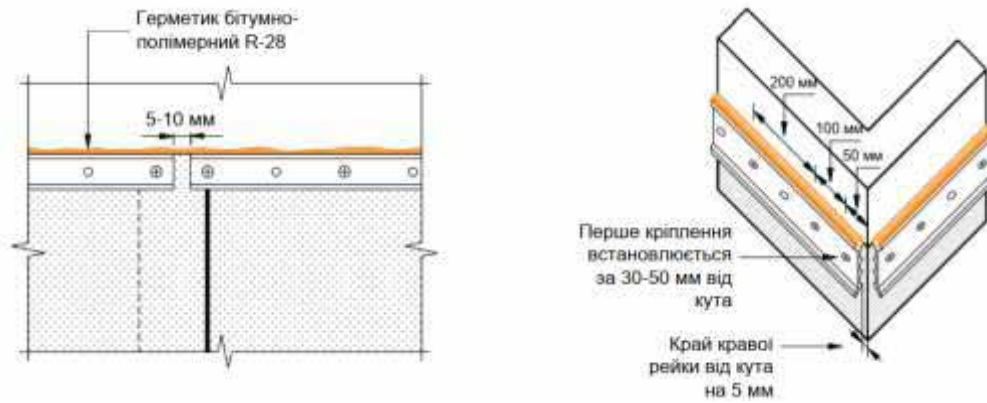 Герметик бітумно-
полімерний R-28
5-10 мм
200 мм
100 мм
50 мм
Перше кріплення
встановлюється
за 30-50 мм від
кута
Край кравої
рейки від кута
на 5 мм